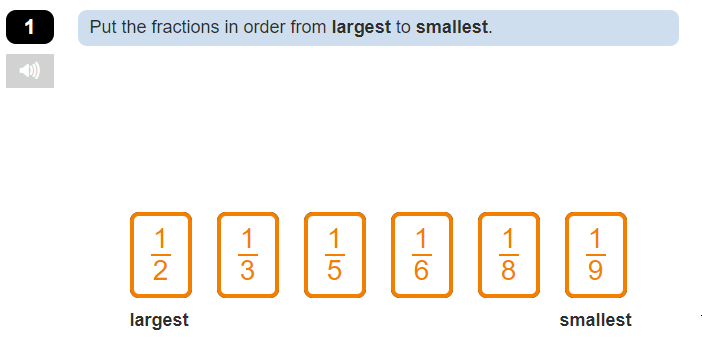 1
Put the fractions in order from largest to smallest.
1/2 1/3 1/5 1/6 1/8 1/9
largest smallest